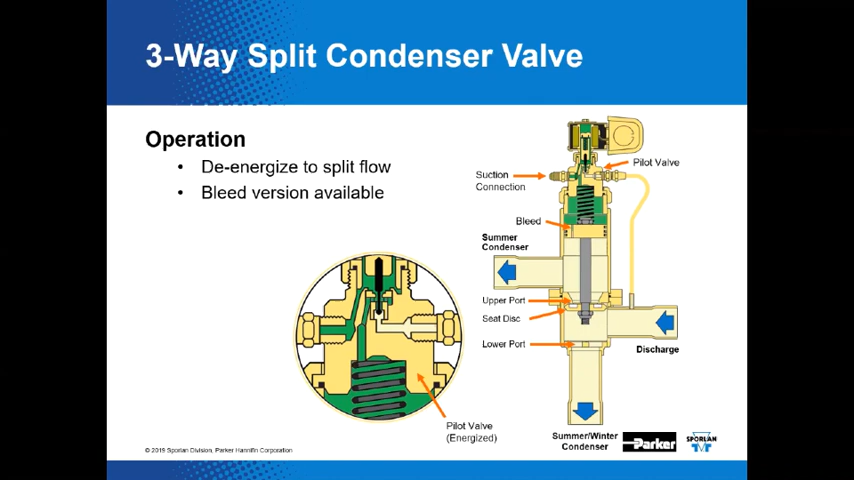 3-Way Split Condenser Valve
Operation
• De-energize to split flow
• Bleed version available
Suction
Connection
Pilot Valve
Bleed
Summer
Condenser
Upper Port
Seat Disc
Lower Port
Discharge
Pilot Valve
(Energized)
Summer/Winter
Condenser
Parker
SPORLAN
© 2019 Sporlan Division, Parker Hannifin Corporation